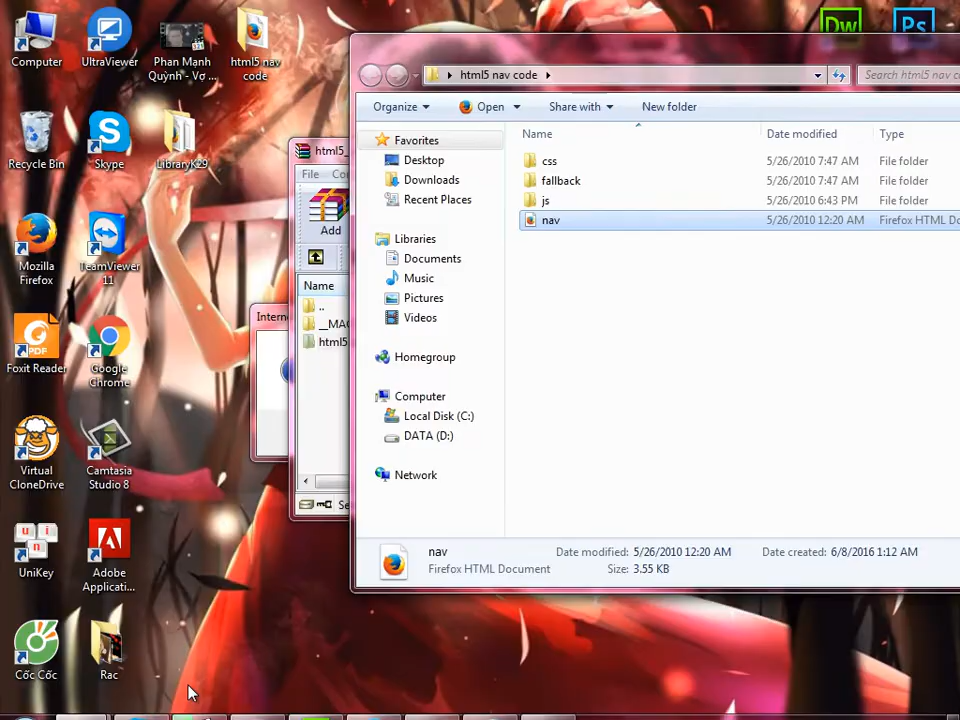 Computer
UltraViewer
Phan Mạnh
Quỳnh - Vợ ...
html5 nav
code
Recycle Bin
Skype
LibraryK29
Mozilla
Firefox
TeamViewer
11
PDF
Foxit Reader
Google
Chrome
Virtual
CloneDrive
Camtasia
Studio 8
u i
n
UniKey
Adobe
Applicati...
Cốc Cốc
Rac
Dw
Ps
html5_
File
Add
Name
..
__MAC
html5
Intern
html5 nav code
Search html5 nav co
Organize
Open
Share with
New folder
Favorites
Desktop
Downloads
Recent Places
Libraries
Documents
Music
Pictures
Videos
Homegroup
Computer
Local Disk (C:)
DATA (D:)
Network
Name Date modified Type
css 5/26/2010 7:47 AM File folder
fallback 5/26/2010 7:47 AM File folder
js 5/26/2010 6:43 PM File folder
nav 5/26/2010 12:20 AM Firefox HTML Do
nav Date modified: 5/26/2010 12:20 AM Date created: 6/8/2016 1:12 AM
Firefox HTML Document Size: 3.55 KB